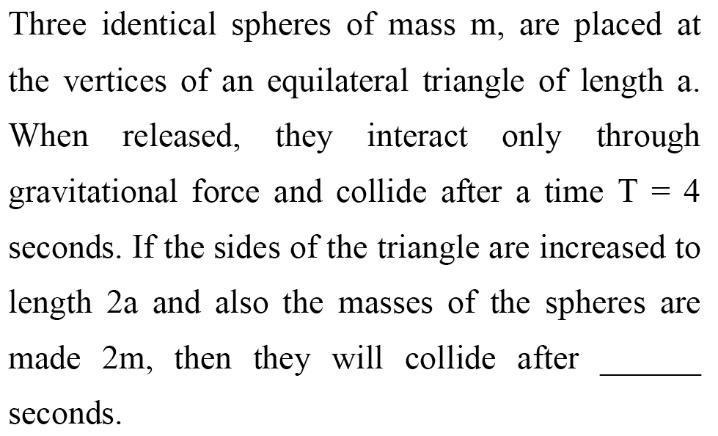 Three identical spheres of mass m, are placed at
the vertices of an equilateral triangle of length a.
When released, they interact only through
gravitational force and collide after a time T = 4
seconds. If the sides of the triangle are increased to
length 2a and also the masses of the spheres are
made 2m, then they will collide after _______
seconds.